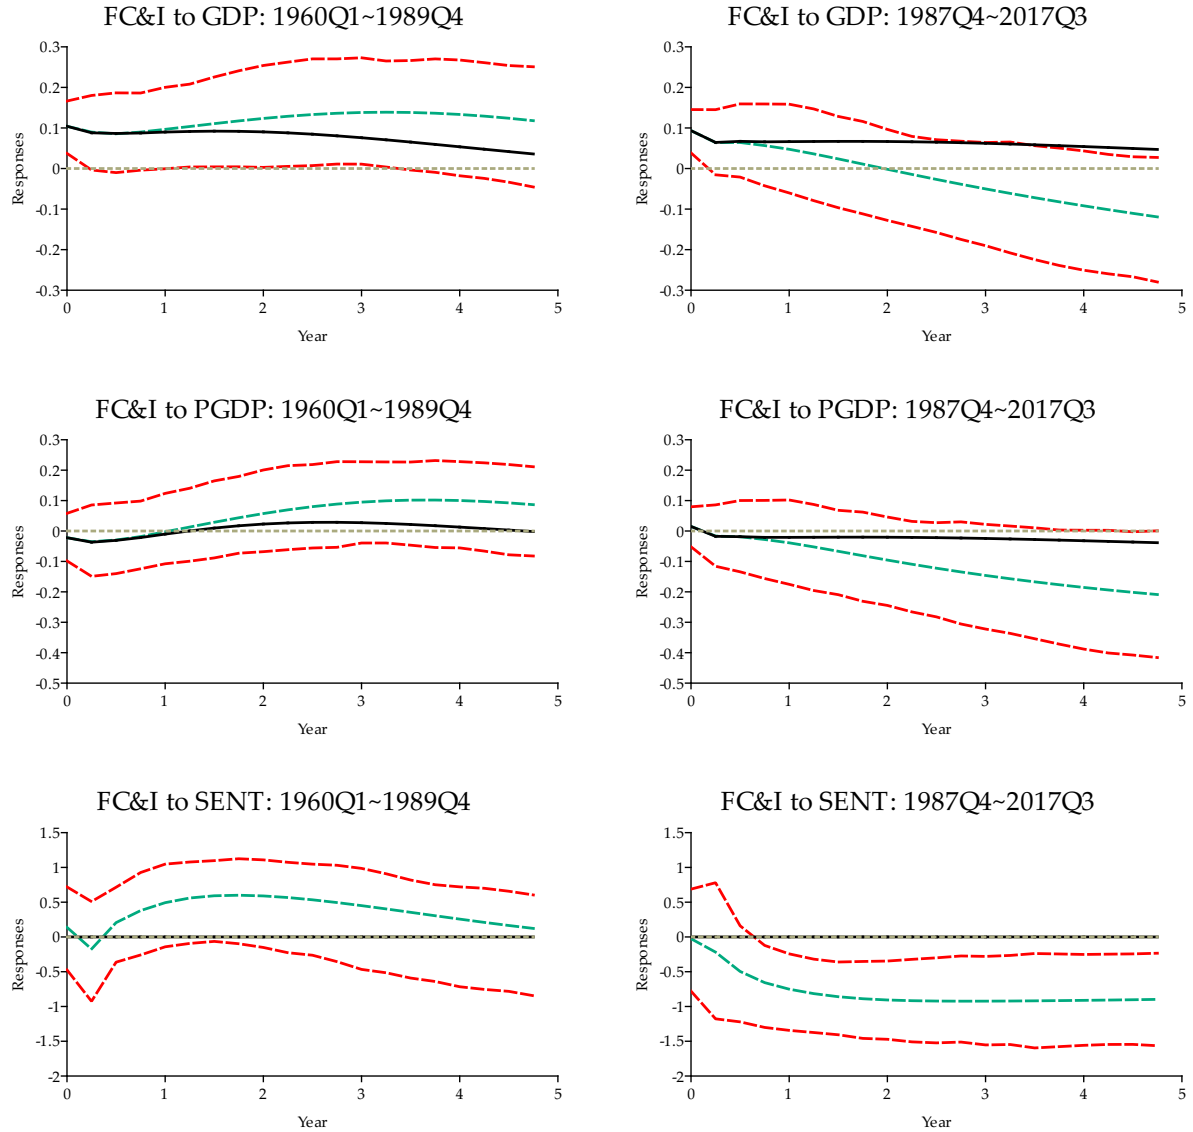 FC&I to GDP: 1960Q1~1989Q4
0.3
0.2
0.1
0
-0.1
-0.2
-0.3
Responses
0 1 2 3 4 5
Year
FC&I to GDP: 1987Q4~2017Q3
0.3
0.2
0.1
0
-0.1
-0.2
-0.3
Responses
0 1 2 3 4 5
Year
FC&I to PGDP: 1960Q1~1989Q4
0.3
0.2
0.1
0
-0.1
-0.2
-0.3
-0.4
-0.5
Responses
0 1 2 3 4 5
Year
FC&I to PGDP: 1987Q4~2017Q3
0.3
0.2
0.1
0
-0.1
-0.2
-0.3
-0.4
-0.5
Responses
0 1 2 3 4 5
Year
FC&I to SENT: 1960Q1~1989Q4
1.5
1
0.5
0
-0.5
-1
-1.5
-2
Responses
0 1 2 3 4 5
Year
FC&I to SENT: 1987Q4~2017Q3
1.5
1
0.5
0
-0.5
-1
-1.5
-2
Responses
0 1 2 3 4 5
Year